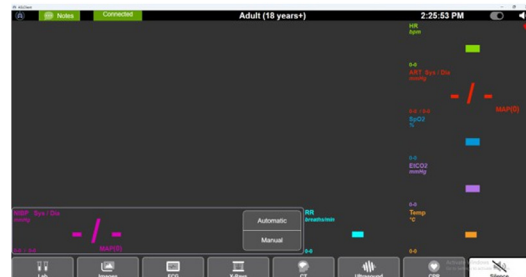 ALSi Client
Notes
Connected
Adult (18 years+)
2:25:53 PM
HR
bpm
0-0
ART Sys / Dia
mmHg
- / -
0-0 / 0-0
MAP(0)
SpO2
%
0-0
EtCO2
mmHg
0-0
NIBP Sys / Dia
mmHg
- / -
0-0 / 0-0
MAP(0)
Automatic
Manual
RR
breaths/min
0-0
Temp
°C
0-0
Lab
Images
ECG
X-Rays
CT
Ultrasound
CPR
Silence